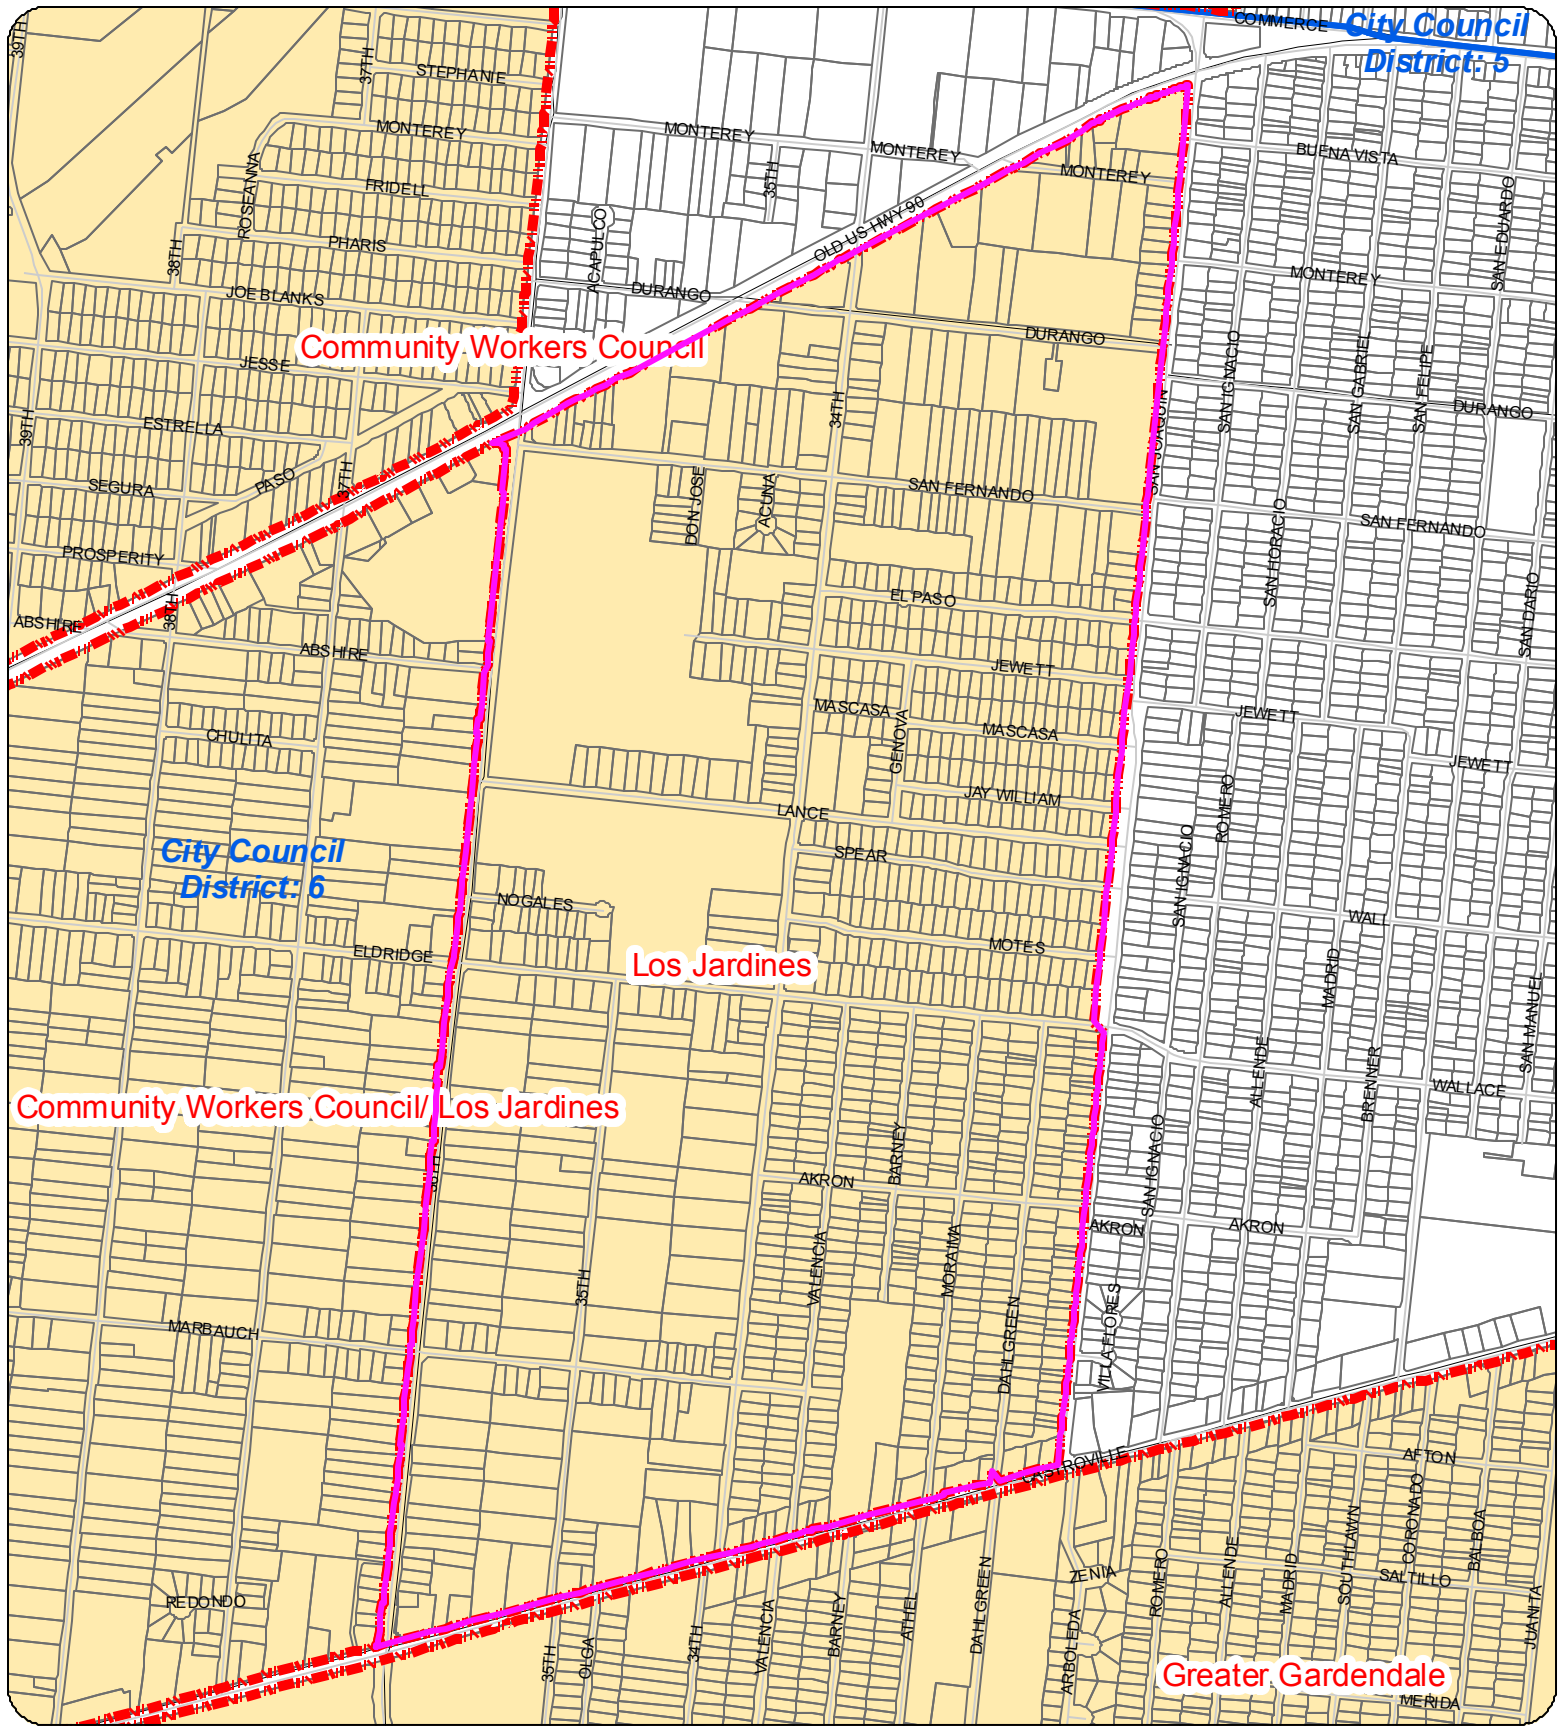 COMMERCE
City Council
District: 5
39TH
37TH
STEPHANIE
MONTEREY
MONTEREY
MONTEREY
MONTEREY
BUENA VISTA
ROSEANNA
FRIDELL
35TH
SAN EDUARDO
38TH
PHARIS
ACAPULCO
OLD US HWY 90
MONTEREY
JOE BLANKS
DURANGO
DURANGO
Community Workers Council
JESSE
SAN IGNACIO
SAN GABRIEL
SAN FELIPE
39TH
ESTRELLA
34TH
SAN JOAQUIN
DURANGO
SEGURA
PASO
37TH
DON JOSE
ACUNA
SAN FERNANDO
SAN FERNANDO
PROSPERITY
SAN HORACIO
ABSHIRE
38TH
ABSHIRE
EL PASO
SAN DARIO
JEWETT
CHULITA
MASCASA
GENOVA
MASCASA
JEWETT
JEWETT
JAY WILLIAM
ROMERO
LANCE
City Council
District: 6
SPEAR
SAN IGNACIO
NOGALES
WALL
ELDRIDGE
MOTES
Los Jardines
MADRID
SAN MANUEL
ALLENDE
BRENNER
WALLACE
Community Workers Council/ Los Jardines
36TH
BARNEY
SAN IGNACIO
AKRON
AKRON
AKRON
35TH
VALENCIA
MORAIMA
MARBAUCH
DAHLGREEN
VILLA FLORES
CASTROVILLE
AFTON
CORONADO
BALBOA
SOUTHLAWN
REDONDO
ZENIA
ROMERO
ALLENDE
MADRID
SALTILLO
35TH
OLGA
34TH
VALENCIA
BARNEY
ATHEL
DAHLGREEN
ARBOLEDA
JUANITA
Greater Gardendale
MERIDA